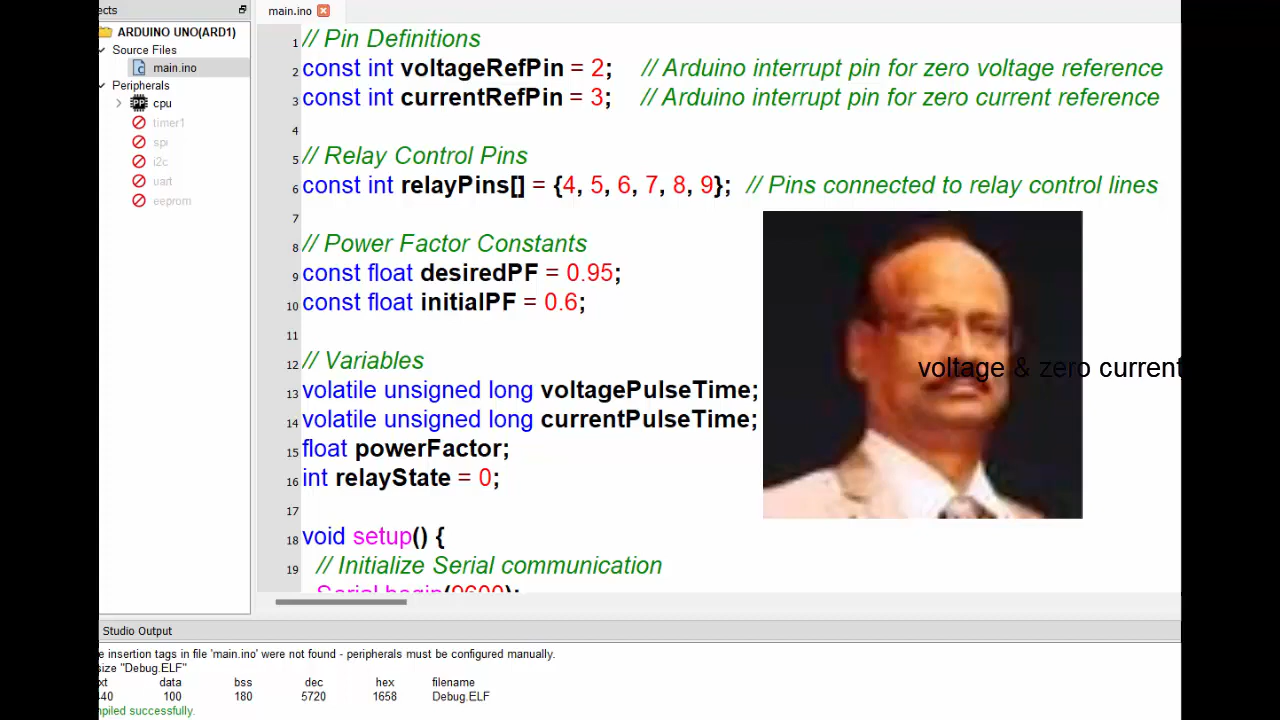 ects
main.ino
ARDUINO UNO(ARD1)
Source Files
main.ino
Peripherals
cpu
timer1
spi
i2c
uart
eeprom
1 // Pin Definitions
2 const int voltageRefPin = 2; // Arduino interrupt pin for zero voltage reference
3 const int currentRefPin = 3; // Arduino interrupt pin for zero current reference
4
5 // Relay Control Pins
6 const int relayPins[] = {4, 5, 6, 7, 8, 9}; // Pins connected to relay control lines
7
8 // Power Factor Constants
9 const float desiredPF = 0.95;
10 const float initialPF = 0.6;
11
12 // Variables
13 volatile unsigned long voltagePulseTime;
14 volatile unsigned long currentPulseTime;
15 float powerFactor;
16 int relayState = 0;
17
18 void setup() {
19 // Initialize Serial communication
Serial.begin(9600);
voltage & zero current
Studio Output
e insertion tags in file 'main.ino' were not found - peripherals must be configured manually.
size "Debug.ELF"
xt data bss dec hex filename
440 100 180 5720 1658 Debug.ELF
mpiled successfully.